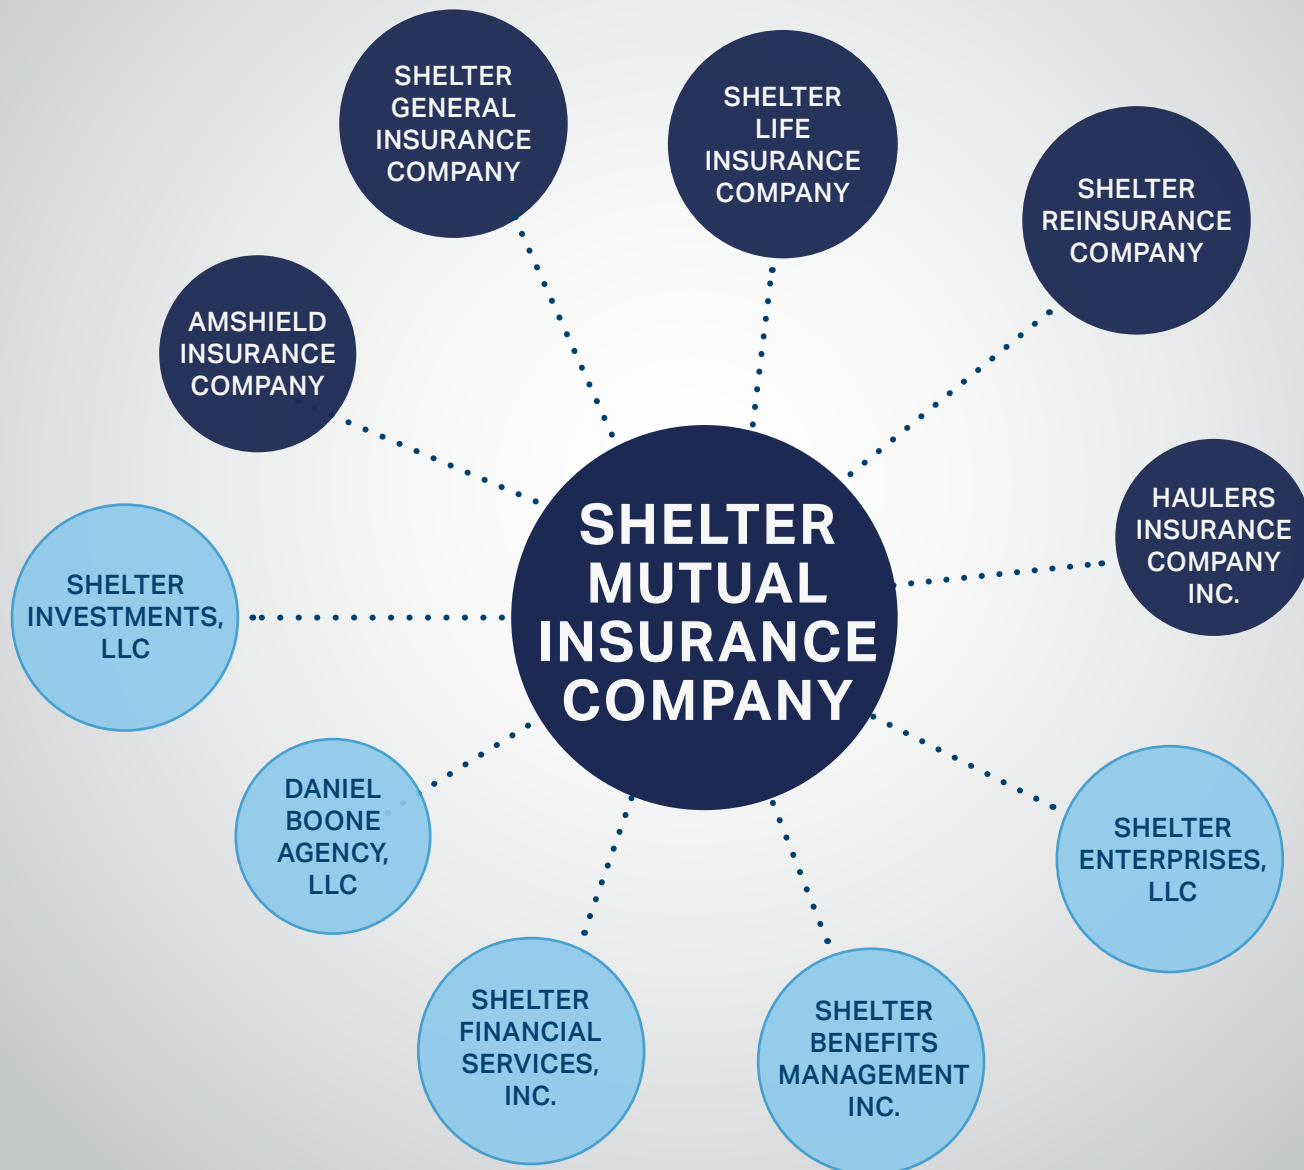 SHELTER
GENERAL
INSURANCE
COMPANY
SHELTER
LIFE
INSURANCE
COMPANY
SHELTER
REINSURANCE
COMPANY
AMSHIELD
INSURANCE
COMPANY
HAULERS
INSURANCE
COMPANY
INC.
SHELTER
MUTUAL
INSURANCE
COMPANY
SHELTER
INVESTMENTS,
LLC
DANIEL
BOONE
AGENCY,
LLC
SHELTER
ENTERPRISES,
LLC
SHELTER
FINANCIAL
SERVICES,
INC.
SHELTER
BENEFITS
MANAGEMENT
INC.